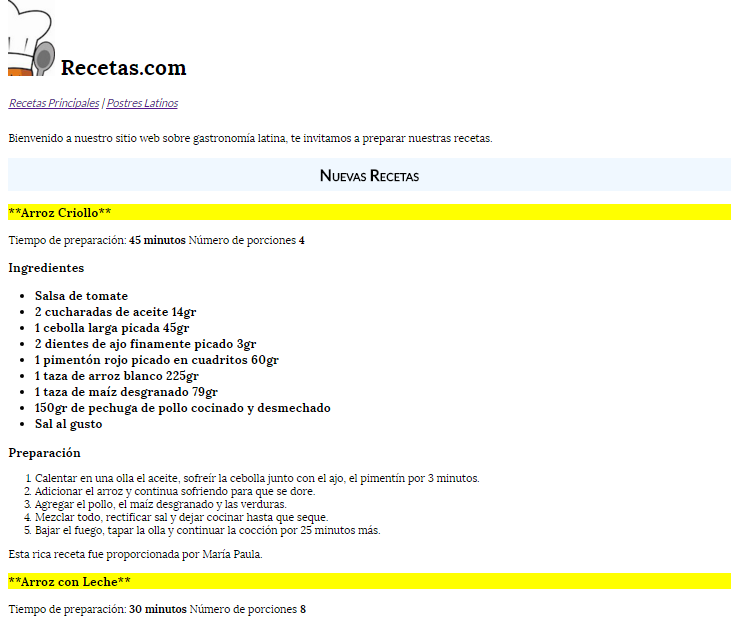 Recetas.com
Recetas Principales | Postres Latinos
Bienvenido a nuestro sitio web sobre gastronomía latina, te invitamos a preparar nuestras recetas.
Nuevas Recetas
**Arroz Criollo**
Tiempo de preparación: 45 minutos Número de porciones 4
Ingredientes
• Salsa de tomate
• 2 cucharadas de aceite 14gr
• 1 cebolla larga picada 45gr
• 2 dientes de ajo finamente picado 3gr
• 1 pimentón rojo picado en cuadritos 60gr
• 1 taza de arroz blanco 225gr
• 1 taza de maíz desgranado 79gr
• 150gr de pechuga de pollo cocinado y desmechado
• Sal al gusto
Preparación
1. Calentar en una olla el aceite, sofreír la cebolla junto con el ajo, el pimentín por 3 minutos.
2. Adicionar el arroz y continua sofriendo para que se dore.
3. Agregar el pollo, el maíz desgranado y las verduras.
4. Mezclar todo, rectificar sal y dejar cocinar hasta que seque.
5. Bajar el fuego, tapar la olla y continuar la cocción por 25 minutos más.
Esta rica receta fue proporcionada por María Paula.
**Arroz con Leche**
Tiempo de preparación: 30 minutos Número de porciones 8